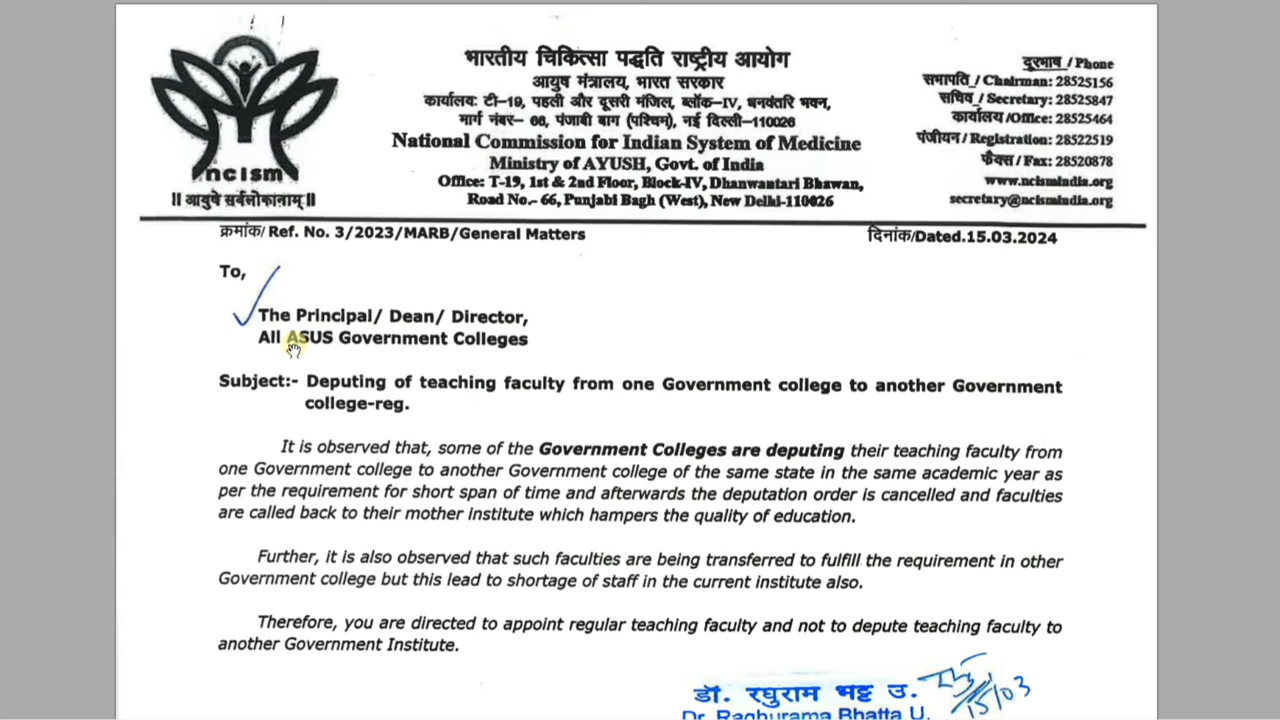 ncism
॥ आयुषे सर्वलोकानाम् ॥
भारतीय चिकित्सा पद्धति राष्ट्रीय आयोग
आयुष मंत्रालय, भारत सरकार
कार्यालय: टी–19, पहली और दूसरी मंजिल, ब्लॉक–IV, धनवंतरि भवन,
मार्ग नंबर– 66, पंजाबी बाग (पश्चिम), नई दिल्ली–110026
National Commission for Indian System of Medicine
Ministry of AYUSH, Govt. of India
Office: T-19, 1st & 2nd Floor, Block-IV, Dhanwantari Bhawan,
Road No.- 66, Punjabi Bagh (West), New Delhi-110026
दूरभाष / Phone
सभापति / Chairman: 28525156
सचिव / Secretary: 28525847
कार्यालय /Office: 28525464
पंजीयन / Registration: 28522519
फैक्स / Fax: 28520878
www.ncismindia.org
secretary@ncismindia.org
क्रमांक/ Ref. No. 3/2023/MARB/General Matters
दिनांक/Dated.15.03.2024
To,
The Principal/ Dean/ Director,
All ASUS Government Colleges
Subject:- Deputing of teaching faculty from one Government college to another Government
college-reg.
It is observed that, some of the Government Colleges are deputing their teaching faculty from
one Government college to another Government college of the same state in the same academic year as
per the requirement for short span of time and afterwards the deputation order is cancelled and faculties
are called back to their mother institute which hampers the quality of education.
Further, it is also observed that such faculties are being transferred to fulfill the requirement in other
Government college but this lead to shortage of staff in the current institute also.
Therefore, you are directed to appoint regular teaching faculty and not to depute teaching faculty to
another Government Institute.
15/03
डॉ. रघुराम भट्ट उ.
Dr. Raghurama Bhatta U.